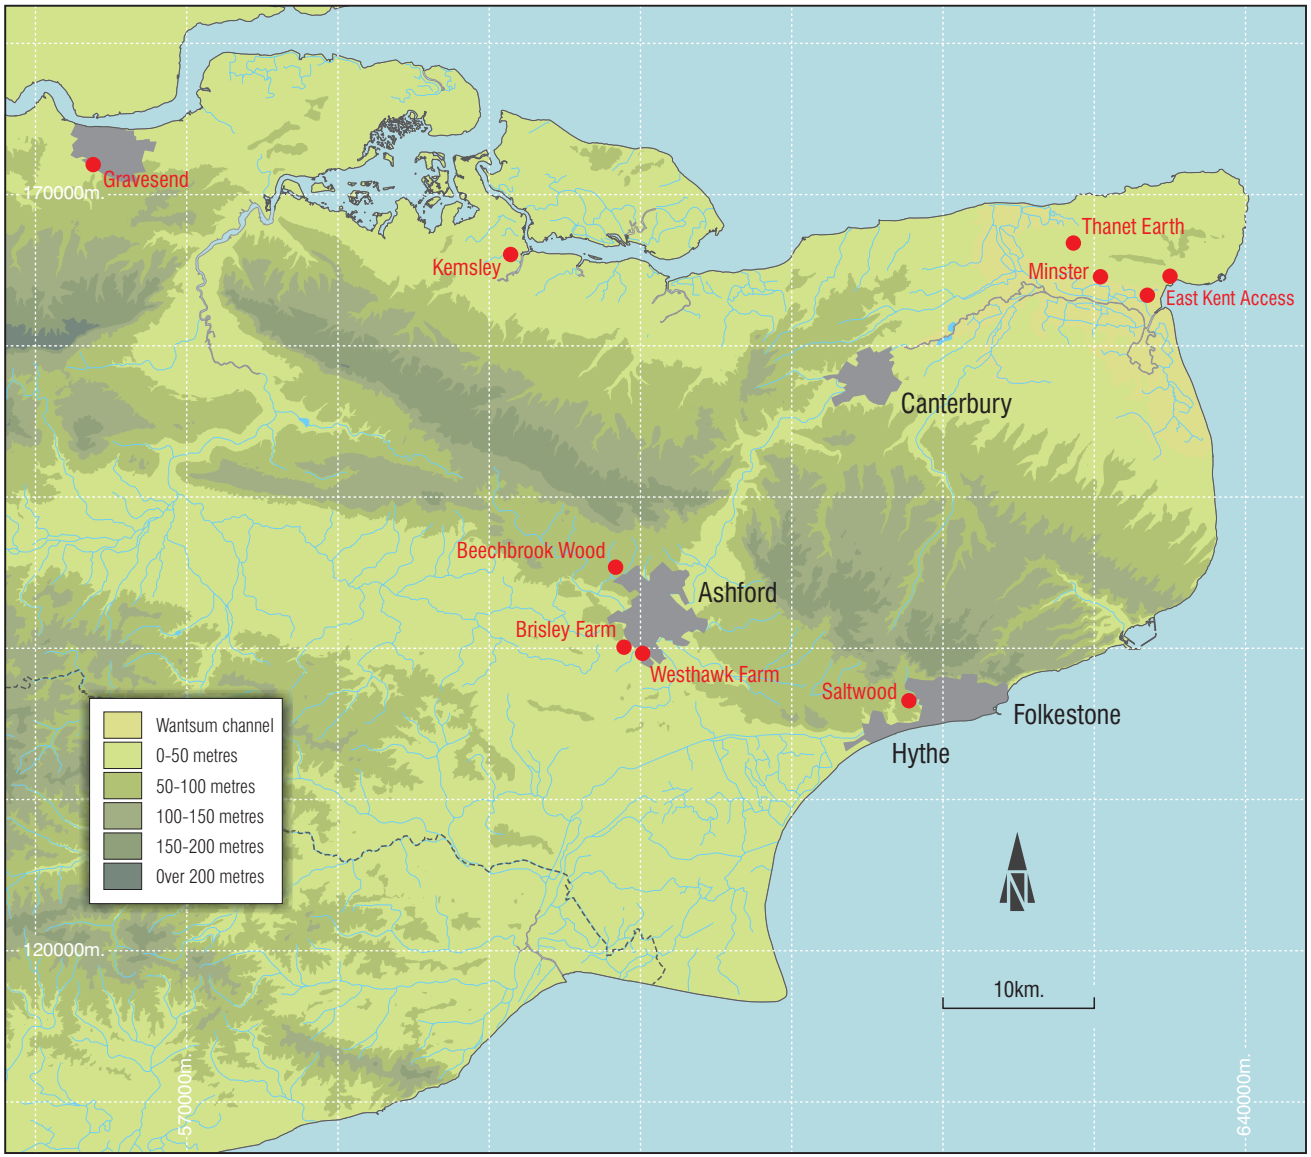 Gravesend
170000m.
Thanet Earth
Kemsley
Minster
East Kent Access
Canterbury
Beechbrook Wood
Ashford
Brisley Farm
Westhawk Farm
Saltwood
Folkestone
Hythe
Wantsum channel
0-50 metres
50-100 metres
100-150 metres
150-200 metres
Over 200 metres
N
120000m.
10km.
570000m.
640000m.